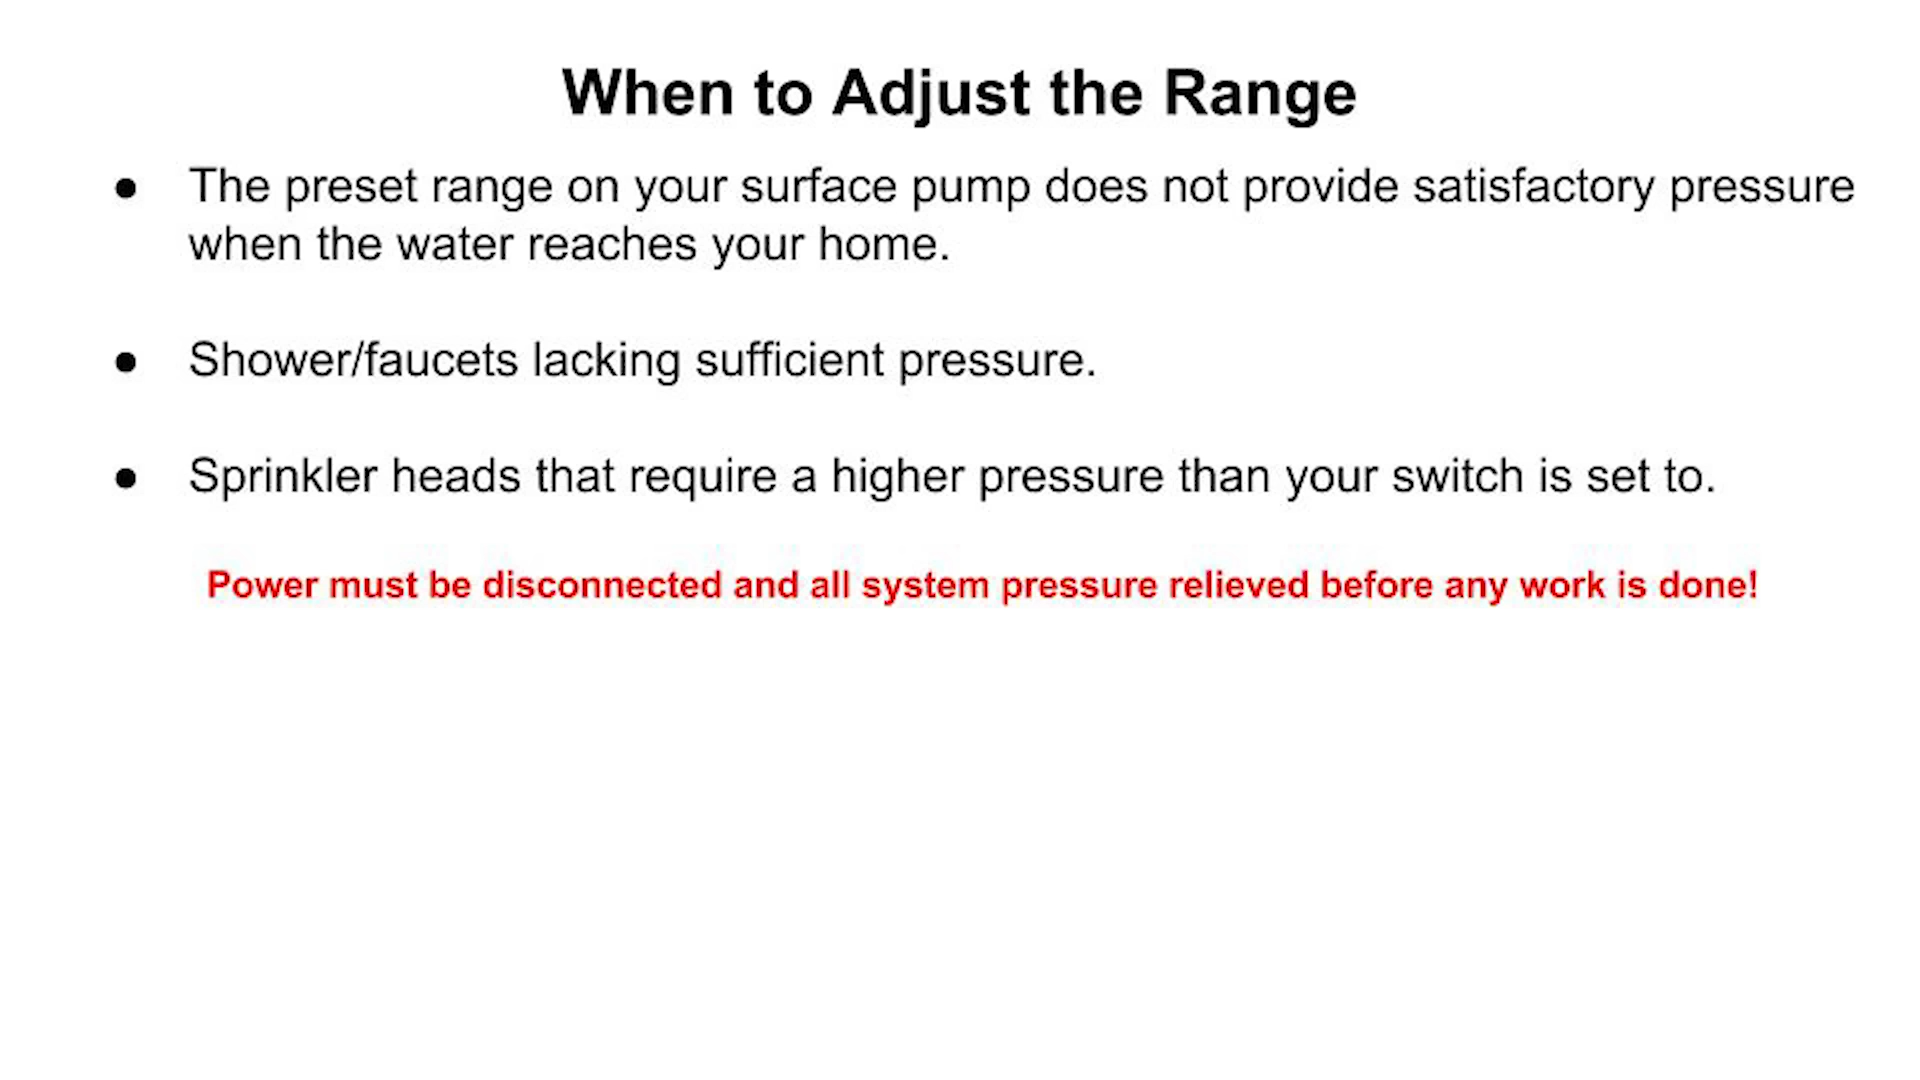 When to Adjust the Range
● The preset range on your surface pump does not provide satisfactory pressure
when the water reaches your home.
● Shower/faucets lacking sufficient pressure.
● Sprinkler heads that require a higher pressure than your switch is set to.
Power must be disconnected and all system pressure relieved before any work is done!